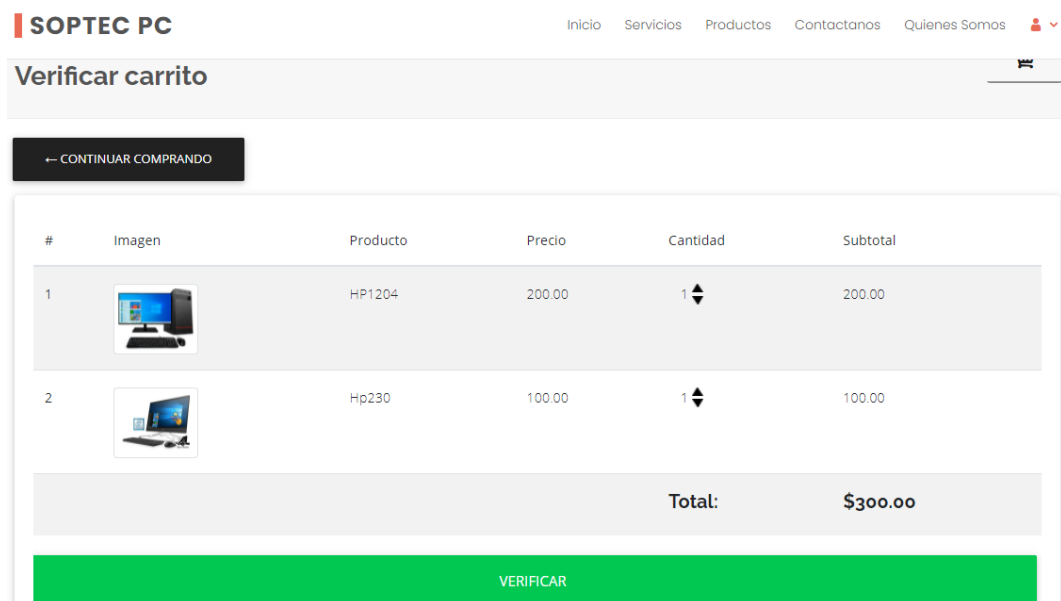 SOPTEC PC
Inicio Servicios Productos Contactanos Quienes Somos
Verificar carrito
← CONTINUAR COMPRANDO
# Imagen Producto Precio Cantidad Subtotal
1 HP1204 200.00 1 200.00
2 Hp230 100.00 1 100.00
Total: $300.00
VERIFICAR